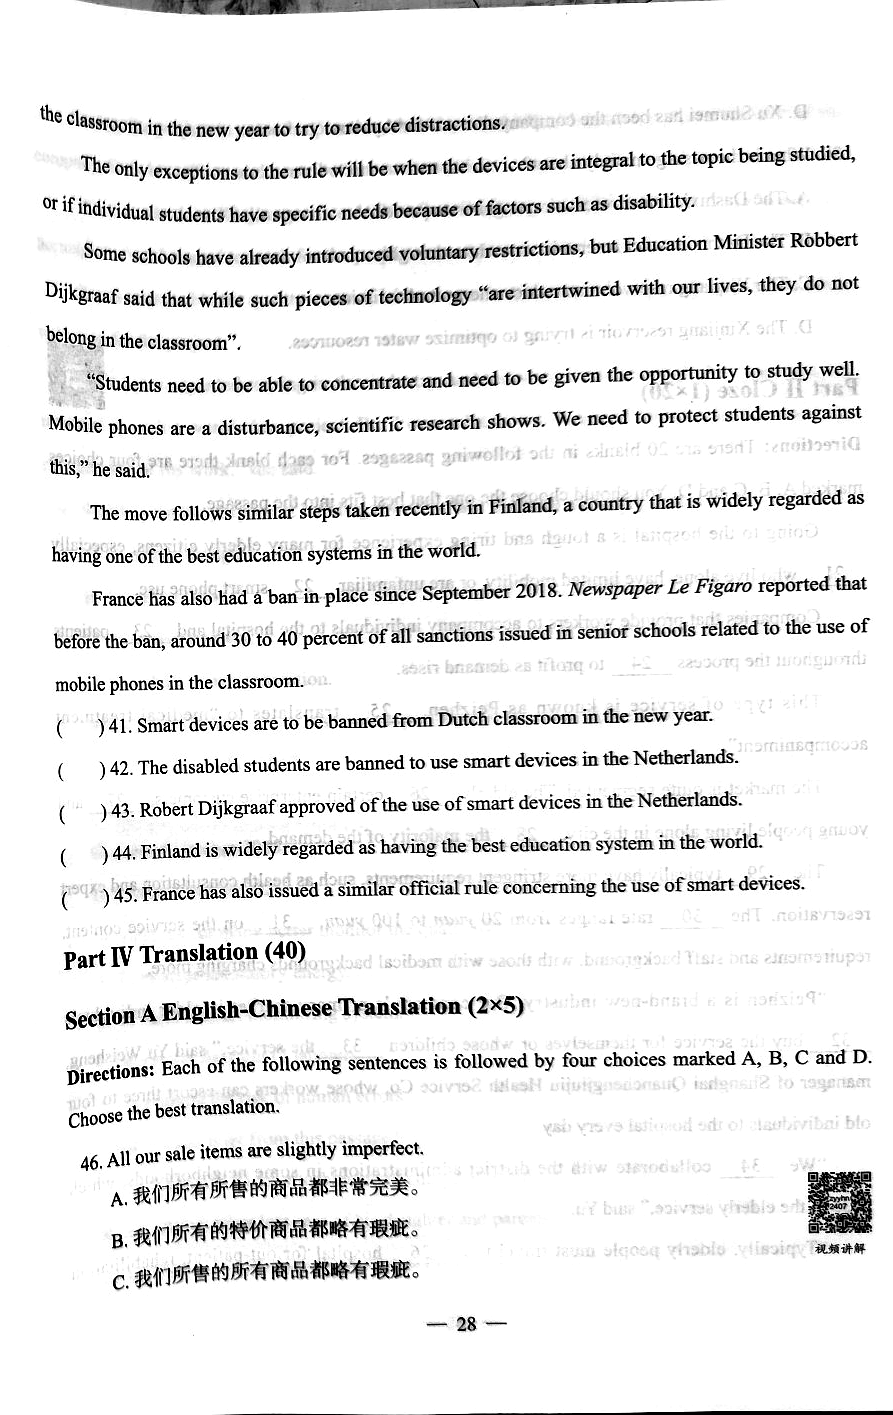 the classroom in the new year to try to reduce distractions.
The only exceptions to the rule will be when the devices are integral to the topic being studied,
or if individual students have specific needs because of factors such as disability.
Some schools have already introduced voluntary restrictions, but Education Minister Robbert
Dijkgraaf said that while such pieces of technology “are intertwined with our lives, they do not
belong in the classroom”.
“Students need to be able to concentrate and need to be given the opportunity to study well.
Mobile phones are a disturbance, scientific research shows. We need to protect students against
this,” he said.
The move follows similar steps taken recently in Finland, a country that is widely regarded as
having one of the best education systems in the world.
France has also had a ban in place since September 2018. Newspaper Le Figaro reported that
before the ban, around 30 to 40 percent of all sanctions issued in senior schools related to the use of
mobile phones in the classroom.
( ) 41. Smart devices are to be banned from Dutch classroom in the new year.
( ) 42. The disabled students are banned to use smart devices in the Netherlands.
( ) 43. Robert Dijkgraaf approved of the use of smart devices in the Netherlands.
( ) 44. Finland is widely regarded as having the best education system in the world.
( ) 45. France has also issued a similar official rule concerning the use of smart devices.
Part IV Translation (40)
Section A English-Chinese Translation (2×5)
Directions: Each of the following sentences is followed by four choices marked A, B, C and D.
Choose the best translation.
46. All our sale items are slightly imperfect.
A. 我们所有所售的商品都非常完美。
B. 我们所有的特价商品都略有瑕疵。
C. 我们所售的所有商品都略有瑕疵。
zyyhn
2407
视频讲解
— 28 —